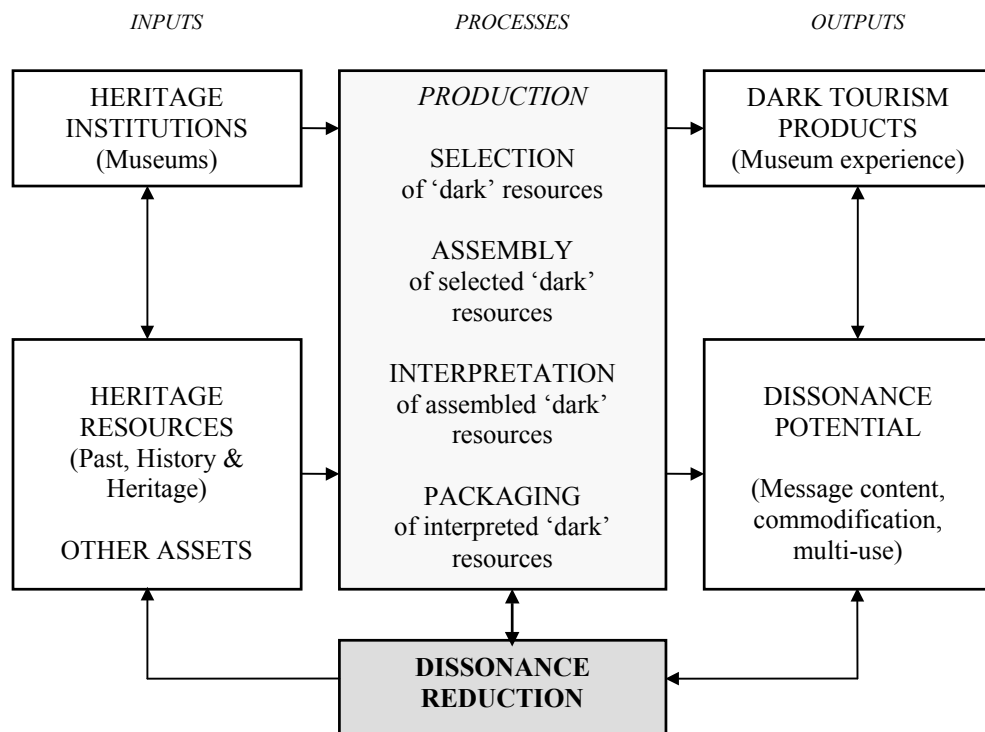 INPUTS
PROCESSES
OUTPUTS
HERITAGE
INSTITUTIONS
(Museums)
PRODUCTION
SELECTION
of ‘dark’ resources
ASSEMBLY
of selected ‘dark’
resources
INTERPRETATION
of assembled ‘dark’
resources
PACKAGING
of interpreted ‘dark’
resources
DARK TOURISM
PRODUCTS
(Museum experience)
HERITAGE
RESOURCES
(Past, History &
Heritage)
OTHER ASSETS
DISSONANCE
POTENTIAL
(Message content,
commodification,
multi-use)
DISSONANCE
REDUCTION